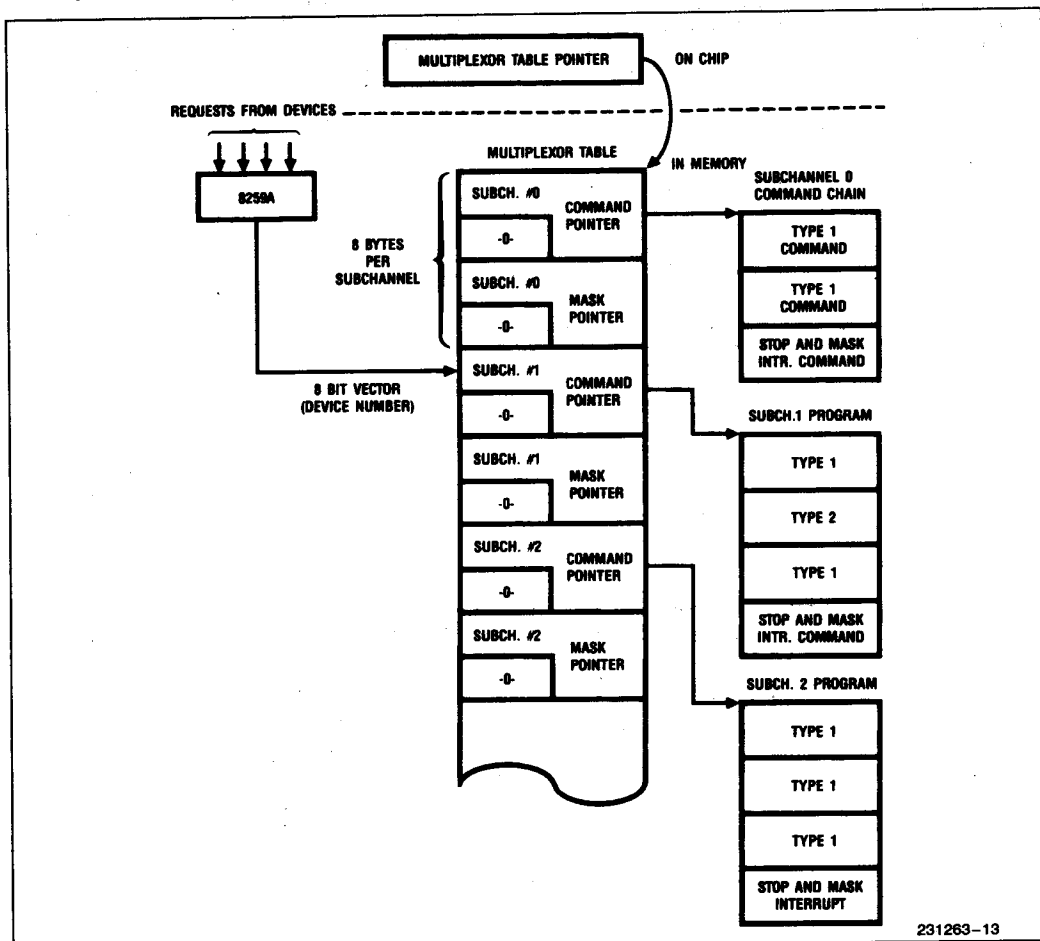 MULTIPLEXOR TABLE POINTER
ON CHIP
REQUESTS FROM DEVICES
8259A
MULTIPLEXOR TABLE
IN MEMORY
8 BYTES
PER
SUBCHANNEL
8 BIT VECTOR
(DEVICE NUMBER)
SUBCH. #0
COMMAND
POINTER
-0-
SUBCH. #0
MASK
POINTER
-0-
SUBCH. #1
COMMAND
POINTER
-0-
SUBCH. #1
MASK
POINTER
-0-
SUBCH. #2
COMMAND
POINTER
-0-
SUBCH. #2
MASK
POINTER
-0-
SUBCHANNEL 0
COMMAND CHAIN
TYPE 1
COMMAND
TYPE 1
COMMAND
STOP AND MASK
INTR. COMMAND
SUBCH.1 PROGRAM
TYPE 1
TYPE 2
TYPE 1
STOP AND MASK
INTR. COMMAND
SUBCH. 2 PROGRAM
TYPE 1
TYPE 1
TYPE 1
STOP AND MASK
INTERRUPT
231263-13